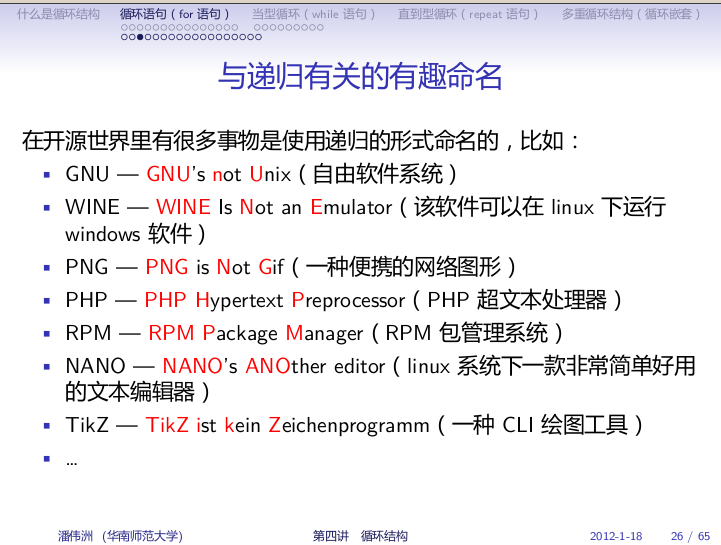 什么是循环结构 循环语句（for 语句） 当型循环（while 语句） 直到型循环（repeat 语句） 多重循环结构（循环嵌套）
与递归有关的有趣命名
在开源世界里有很多事物是使用递归的形式命名的，比如：
GNU — GNU's not Unix（自由软件系统）
WINE — WINE Is Not an Emulator（该软件可以在 linux 下运行
windows 软件）
PNG — PNG is Not Gif（一种便携的网络图形）
PHP — PHP Hypertext Preprocessor（PHP 超文本处理器）
RPM — RPM Package Manager（RPM 包管理系统）
NANO — NANO's ANOther editor（linux 系统下一款非常简单好用
的文本编辑器）
TikZ — TikZ ist kein Zeichenprogramm（一种 CLI 绘图工具）
...
潘伟洲 (华南师范大学) 第四讲 循环结构 2012-1-18 26 / 65